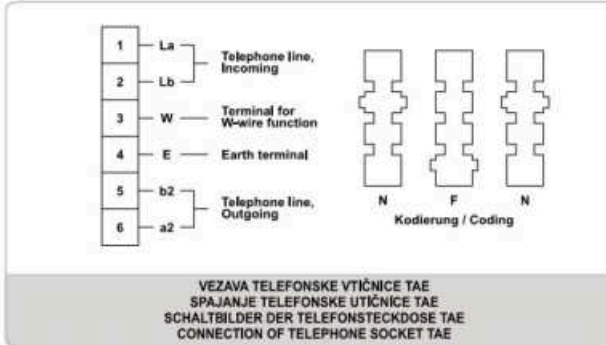 1 La
2 Lb
Telephone line,
Incoming
3 W
Terminal for
W-wire function
4 E Earth terminal
5 b2
6 a2
Telephone line,
Outgoing
N F N
Kodierung / Coding
VEZAVA TELEFONSKE VTIČNICE TAE
SPAJANJE TELEFONSKE UTIČNICE TAE
SCHALTBILDER DER TELEFONSTECKDOSE TAE
CONNECTION OF TELEPHONE SOCKET TAE